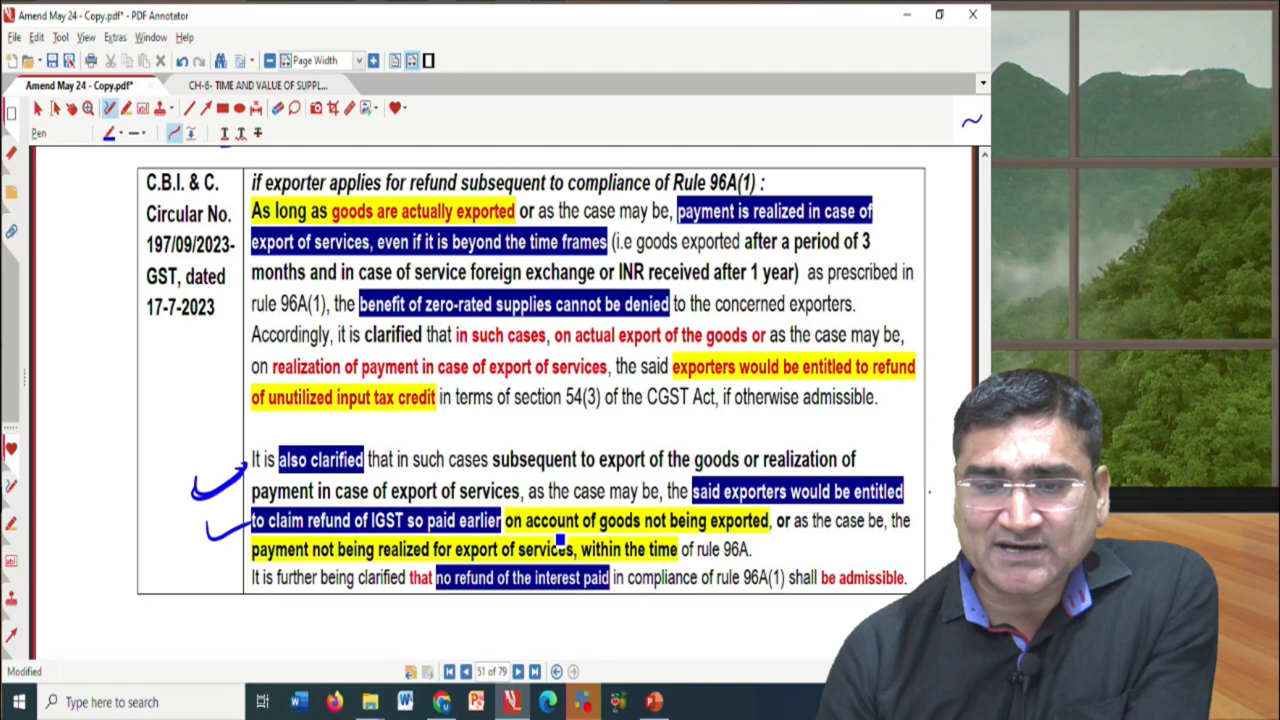 Amend May 24 - Copy.pdf* - PDF Annotator
File Edit Tool View Extras Window Help
Page Width
Amend May 24 - Copy.pdf* CH-6- TIME AND VALUE OF SUPPL...
Pen
C.B.I. & C.
Circular No.
197/09/2023-
GST, dated
17-7-2023
if exporter applies for refund subsequent to compliance of Rule 96A(1) :
As long as goods are actually exported or as the case may be, payment is realized in case of
export of services, even if it is beyond the time frames (i.e goods exported after a period of 3
months and in case of service foreign exchange or INR received after 1 year) as prescribed in
rule 96A(1), the benefit of zero-rated supplies cannot be denied to the concerned exporters.
Accordingly, it is clarified that in such cases, on actual export of the goods or as the case may be,
on realization of payment in case of export of services, the said exporters would be entitled to refund
of unutilized input tax credit in terms of section 54(3) of the CGST Act, if otherwise admissible.
It is also clarified that in such cases subsequent to export of the goods or realization of
payment in case of export of services, as the case may be, the said exporters would be entitled
to claim refund of IGST so paid earlier on account of goods not being exported, or as the case be, the
payment not being realized for export of services, within the time of rule 96A.
It is further being clarified that no refund of the interest paid in compliance of rule 96A(1) shall be admissible.
Modified
51 of 79
Type here to search